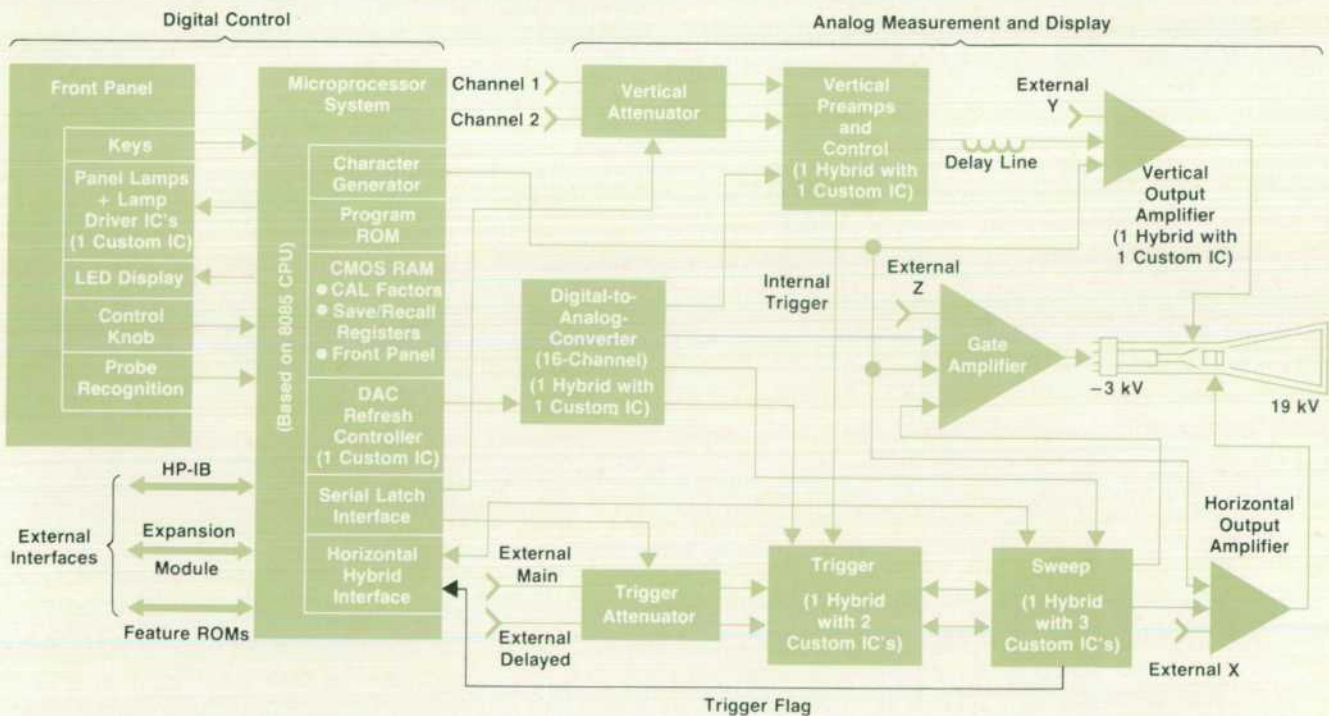 Digital Control
Analog Measurement and Display
Front Panel
Keys
Panel Lamps
+ Lamp
Driver IC's
(1 Custom IC)
LED Display
Control
Knob
Probe
Recognition
Microprocessor
System
(Based on 8085 CPU)
Character
Generator
Program
ROM
CMOS RAM
● CAL Factors
● Save/Recall
Registers
● Front Panel
DAC
Refresh
Controller
(1 Custom IC)
Serial Latch
Interface
Horizontal
Hybrid
Interface
External
Interfaces
HP-IB
Expansion
Module
Feature ROMs
Channel 1
Channel 2
Vertical
Attenuator
Vertical
Preamps
and
Control
(1 Hybrid with
1 Custom IC)
Delay Line
External
Y
Vertical
Output
Amplifier
(1 Hybrid with
1 Custom IC)
Internal
Trigger
Digital-to-
Analog-
Converter
(16-Channel)
(1 Hybrid with
1 Custom IC)
External
Z
Gate
Amplifier
−3 kV
19 kV
External
Main
External
Delayed
Trigger
Attenuator
Trigger
(1 Hybrid
with 2
Custom IC's)
Sweep
(1 Hybrid
with 3
Custom IC's)
Horizontal
Output
Amplifier
External X
Trigger Flag